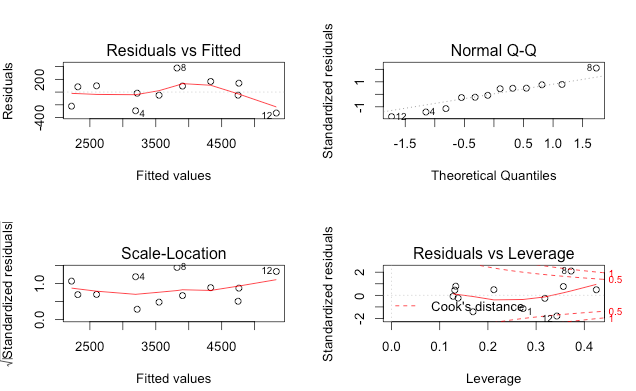 Residuals vs Fitted
Residuals
-400 200
8
4
12
2500 3500 4500
Fitted values
Normal Q-Q
Standardized residuals
-1 1
8
12
4
-1.5 -0.5 0.5 1.0 1.5
Theoretical Quantiles
Scale-Location
√|Standardized residuals|
0.0 1.0
4
8
12
2500 3500 4500
Fitted values
Residuals vs Leverage
Standardized residuals
-2 0 2
8
1
12
Cook's distance
1
0.5
0.5
1
0.0 0.1 0.2 0.3 0.4
Leverage